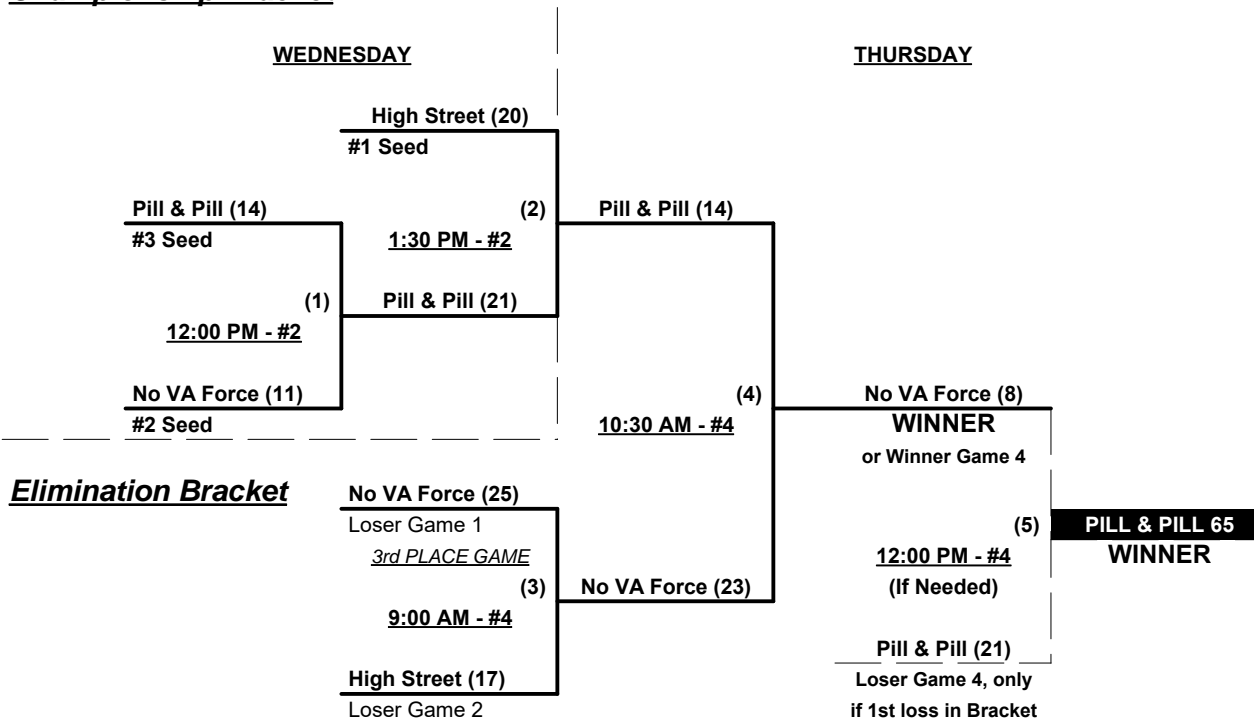 WEDNESDAY
THURSDAY
High Street (20)
#1 Seed
Pill & Pill (14)
#3 Seed
(2)
1:30 PM - #2
Pill & Pill (14)
(1)
12:00 PM - #2
Pill & Pill (21)
No VA Force (11)
#2 Seed
(4)
10:30 AM - #4
No VA Force (8)
WINNER
or Winner Game 4
Elimination Bracket
No VA Force (25)
Loser Game 1
3rd PLACE GAME
(3)
9:00 AM - #4
No VA Force (23)
High Street (17)
Loser Game 2
(5)
12:00 PM - #4
(If Needed)
PILL & PILL 65
WINNER
Pill & Pill (21)
Loser Game 4, only
if 1st loss in Bracket